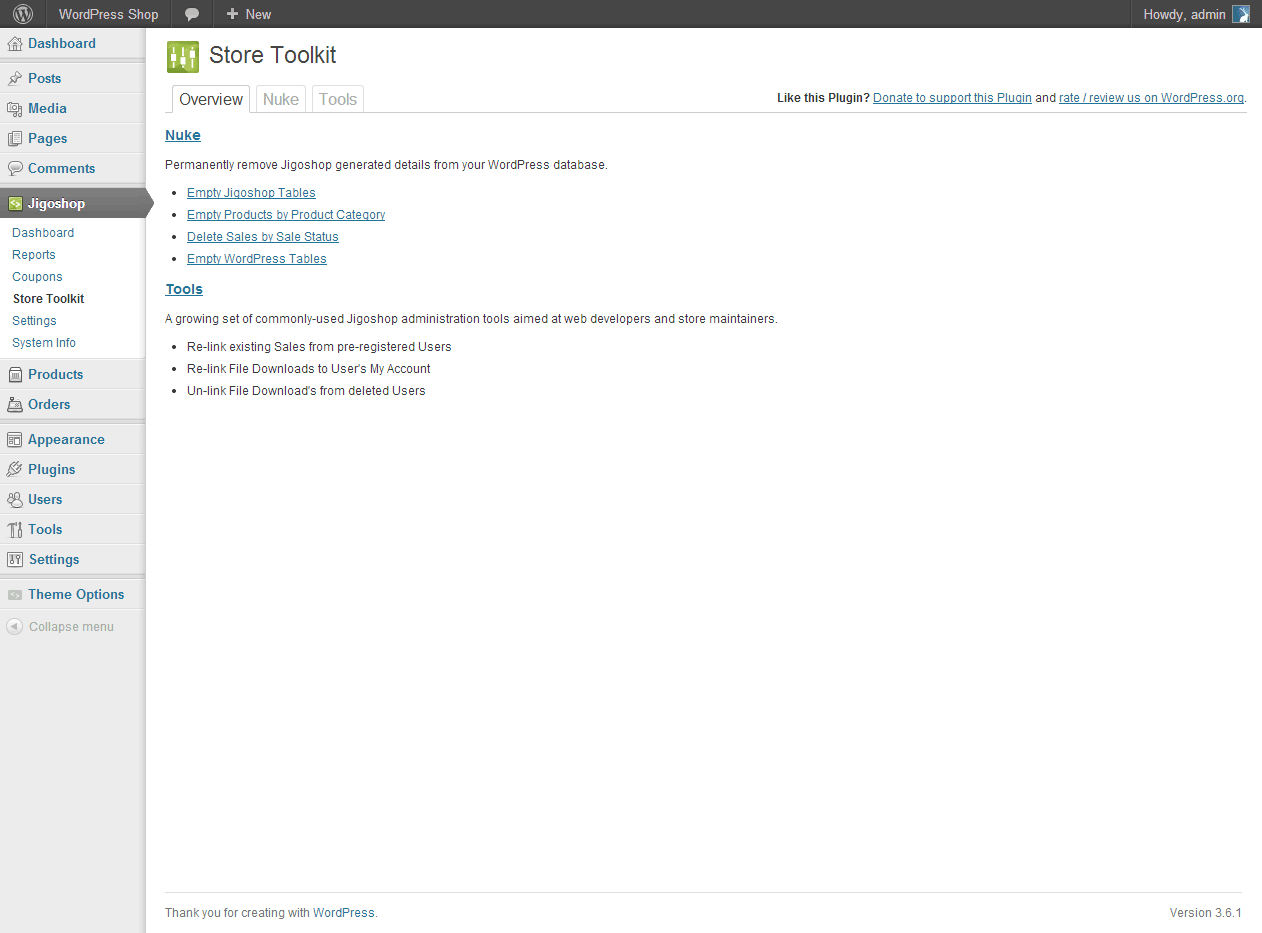 WordPress Shop New Howdy, admin
Dashboard
Posts
Media
Pages
Comments
Jigoshop
Dashboard
Reports
Coupons
Store Toolkit
Settings
System Info
Products
Orders
Appearance
Plugins
Users
Tools
Settings
Theme Options
Collapse menu
Store Toolkit
Overview Nuke Tools
Like this Plugin? Donate to support this Plugin and rate / review us on WordPress.org.
Nuke
Permanently remove Jigoshop generated details from your WordPress database.
• Empty Jigoshop Tables
• Empty Products by Product Category
• Delete Sales by Sale Status
• Empty WordPress Tables
Tools
A growing set of commonly-used Jigoshop administration tools aimed at web developers and store maintainers.
• Re-link existing Sales from pre-registered Users
• Re-link File Downloads to User's My Account
• Un-link File Download's from deleted Users
Thank you for creating with WordPress. Version 3.6.1